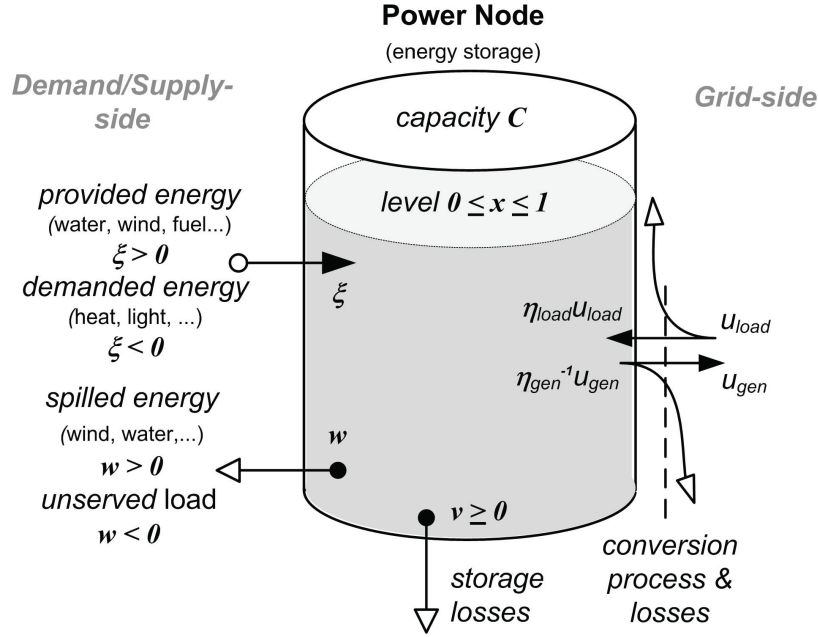 Power Node
(energy storage)
Demand/Supply-
side
Grid-side
capacity C
level 0 ≤ x ≤ 1
provided energy
(water, wind, fuel...)
ξ > 0
demanded energy
(heat, light, ...)
ξ < 0
ξ
η_load u_load
u_load
η_gen⁻¹ u_gen
u_gen
spilled energy
(wind, water,...)
w > 0
unserved load
w < 0
w
v ≥ 0
storage
losses
conversion
process &
losses